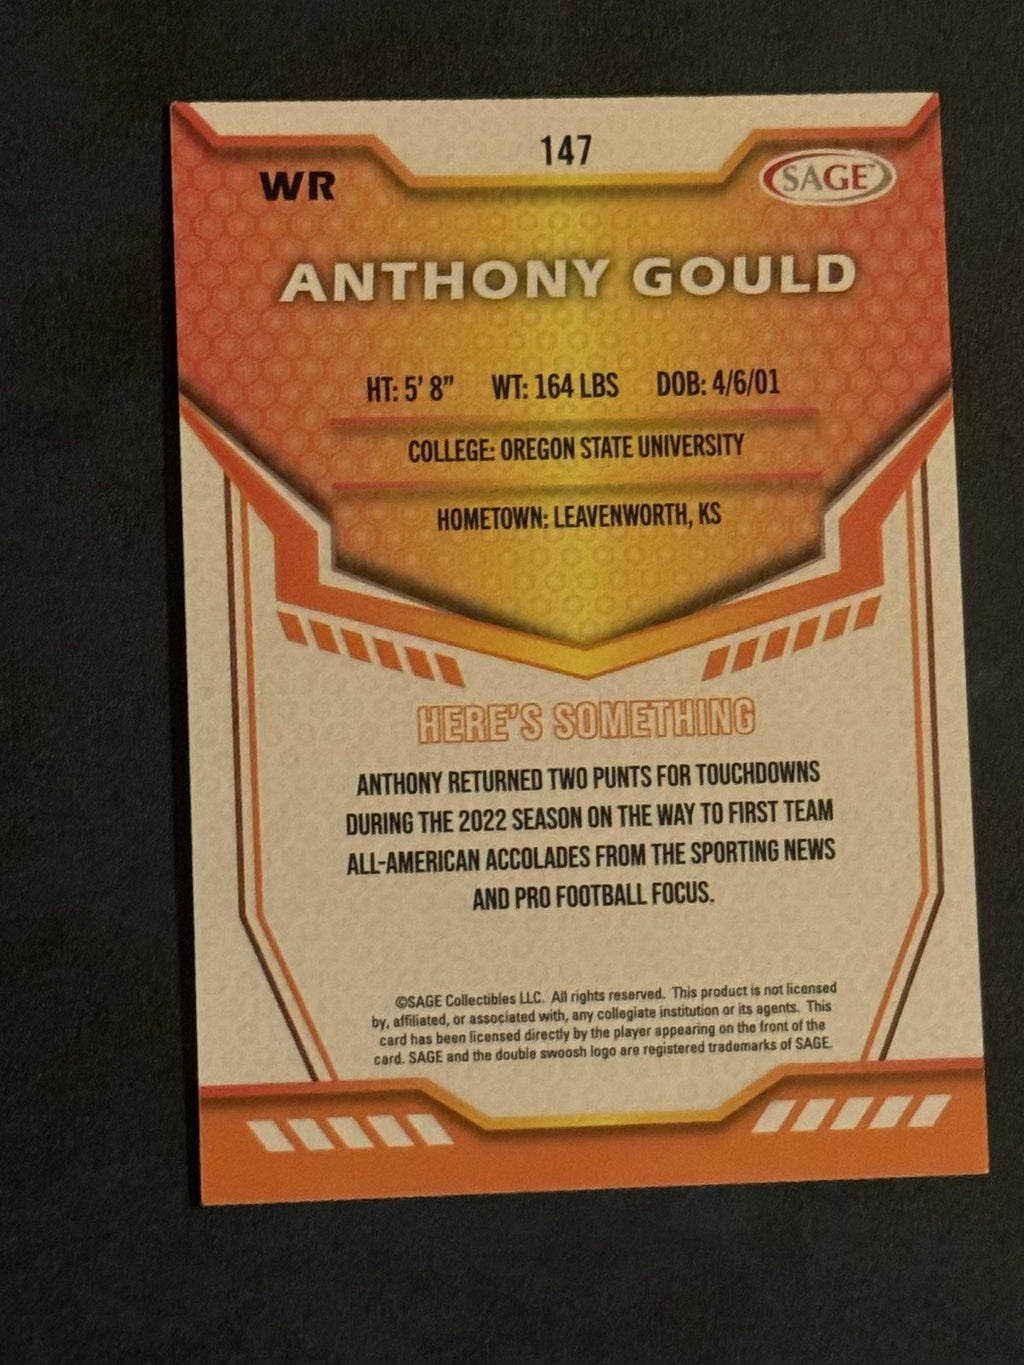 147
WR
SAGE™
ANTHONY GOULD
HT: 5' 8" WT: 164 LBS DOB: 4/6/01
COLLEGE: OREGON STATE UNIVERSITY
HOMETOWN: LEAVENWORTH, KS
HERE'S SOMETHING
ANTHONY RETURNED TWO PUNTS FOR TOUCHDOWNS
DURING THE 2022 SEASON ON THE WAY TO FIRST TEAM
ALL-AMERICAN ACCOLADES FROM THE SPORTING NEWS
AND PRO FOOTBALL FOCUS.
©SAGE Collectibles LLC. All rights reserved. This product is not licensed
by, affiliated, or associated with, any collegiate institution or its agents. This
card has been licensed directly by the player appearing on the front of the
card. SAGE and the double swoosh logo are registered trademarks of SAGE.